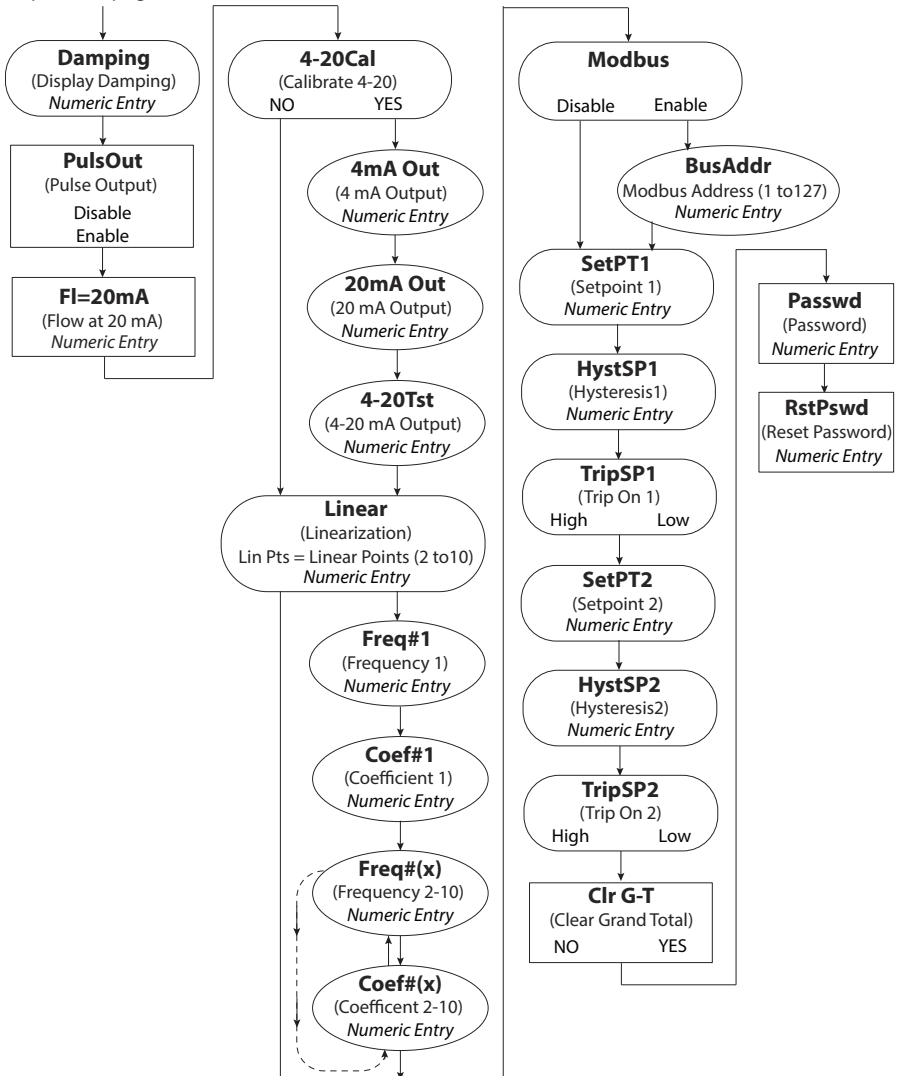 Damping
(Display Damping)
Numeric Entry
PulsOut
(Pulse Output)
Disable
Enable
Fl=20mA
(Flow at 20 mA)
Numeric Entry
4-20Cal
(Calibrate 4-20)
NO YES
4mA Out
(4 mA Output)
Numeric Entry
20mA Out
(20 mA Output)
Numeric Entry
4-20Tst
(4-20 mA Output)
Numeric Entry
Linear
(Linearization)
Lin Pts = Linear Points (2 to10)
Numeric Entry
Freq#1
(Frequency 1)
Numeric Entry
Coef#1
(Coefficient 1)
Numeric Entry
Freq#(x)
(Frequency 2-10)
Numeric Entry
Coef#(x)
(Coefficent 2-10)
Numeric Entry
Modbus
Disable Enable
BusAddr
Modbus Address (1 to127)
Numeric Entry
SetPT1
(Setpoint 1)
Numeric Entry
HystSP1
(Hysteresis1)
Numeric Entry
TripSP1
(Trip On 1)
High Low
SetPT2
(Setpoint 2)
Numeric Entry
HystSP2
(Hysteresis2)
Numeric Entry
TripSP2
(Trip On 2)
High Low
Clr G-T
(Clear Grand Total)
NO YES
Passwd
(Password)
Numeric Entry
RstPswd
(Reset Password)
Numeric Entry